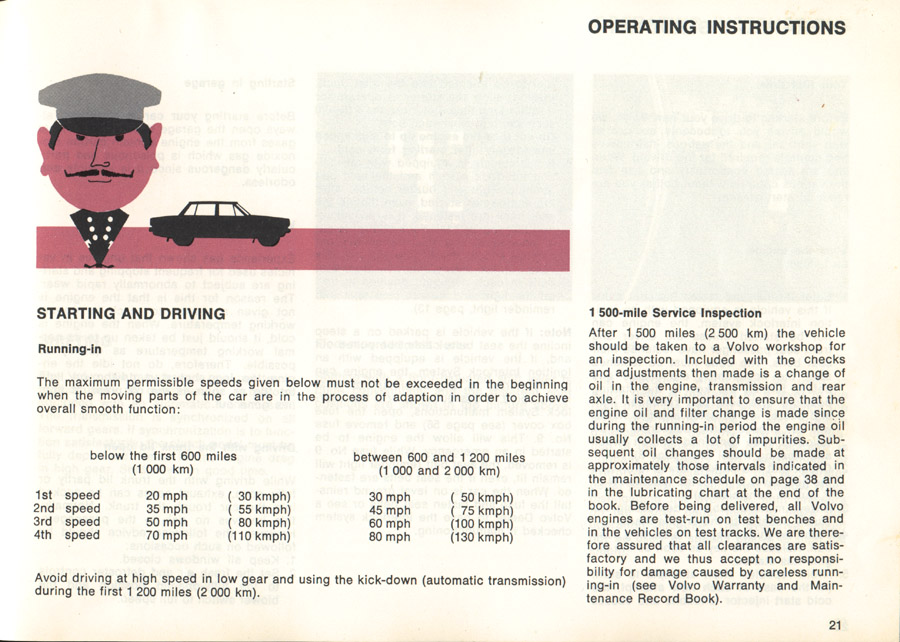 OPERATING INSTRUCTIONS
STARTING AND DRIVING
Running-in
The maximum permissible speeds given below must not be exceeded in the beginning
when the moving parts of the car are in the process of adaption in order to achieve
overall smooth function:
below the first 600 miles
(1 000 km)
between 600 and 1 200 miles
(1 000 and 2 000 km)
1st speed 20 mph ( 30 kmph) 30 mph ( 50 kmph)
2nd speed 35 mph ( 55 kmph) 45 mph ( 75 kmph)
3rd speed 50 mph ( 80 kmph) 60 mph (100 kmph)
4th speed 70 mph (110 kmph) 80 mph (130 kmph)
Avoid driving at high speed in low gear and using the kick-down (automatic transmission)
during the first 1 200 miles (2 000 km).
1 500-mile Service Inspection
After 1 500 miles (2 500 km) the vehicle
should be taken to a Volvo workshop for
an inspection. Included with the checks
and adjustments then made is a change of
oil in the engine, transmission and rear
axle. It is very important to ensure that the
engine oil and filter change is made since
during the running-in period the engine oil
usually collects a lot of impurities. Sub-
sequent oil changes should be made at
approximately those intervals indicated in
the maintenance schedule on page 38 and
in the lubricating chart at the end of the
book. Before being delivered, all Volvo
engines are test-run on test benches and
in the vehicles on test tracks. We are there-
fore assured that all clearances are satis-
factory and we thus accept no responsi-
bility for damage caused by careless runn-
ing-in (see Volvo Warranty and Main-
tenance Record Book).
21